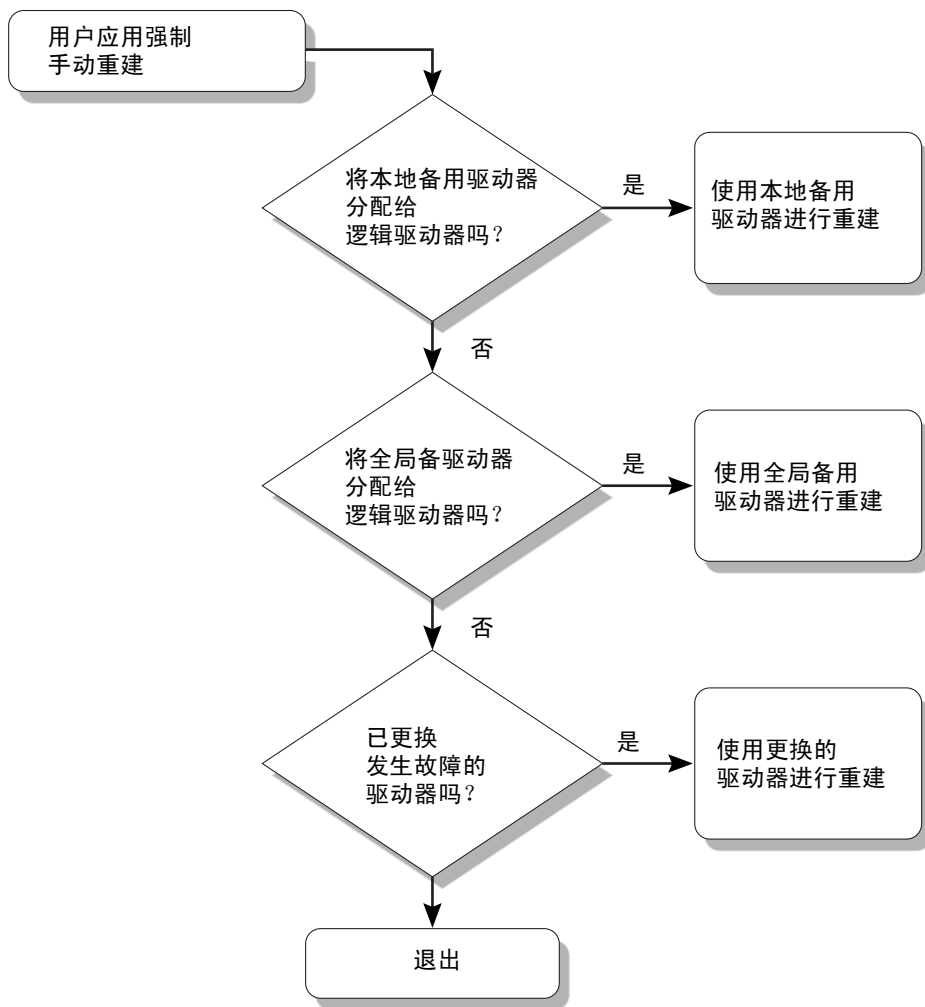 用户应用强制
手动重建
将本地备用驱动器
分配给
逻辑驱动器吗？
是
使用本地备用
驱动器进行重建
否
将全局备驱动器
分配给
逻辑驱动器吗？
是
使用全局备用
驱动器进行重建
否
已更换
发生故障的
驱动器吗？
是
使用更换的
驱动器进行重建
退出